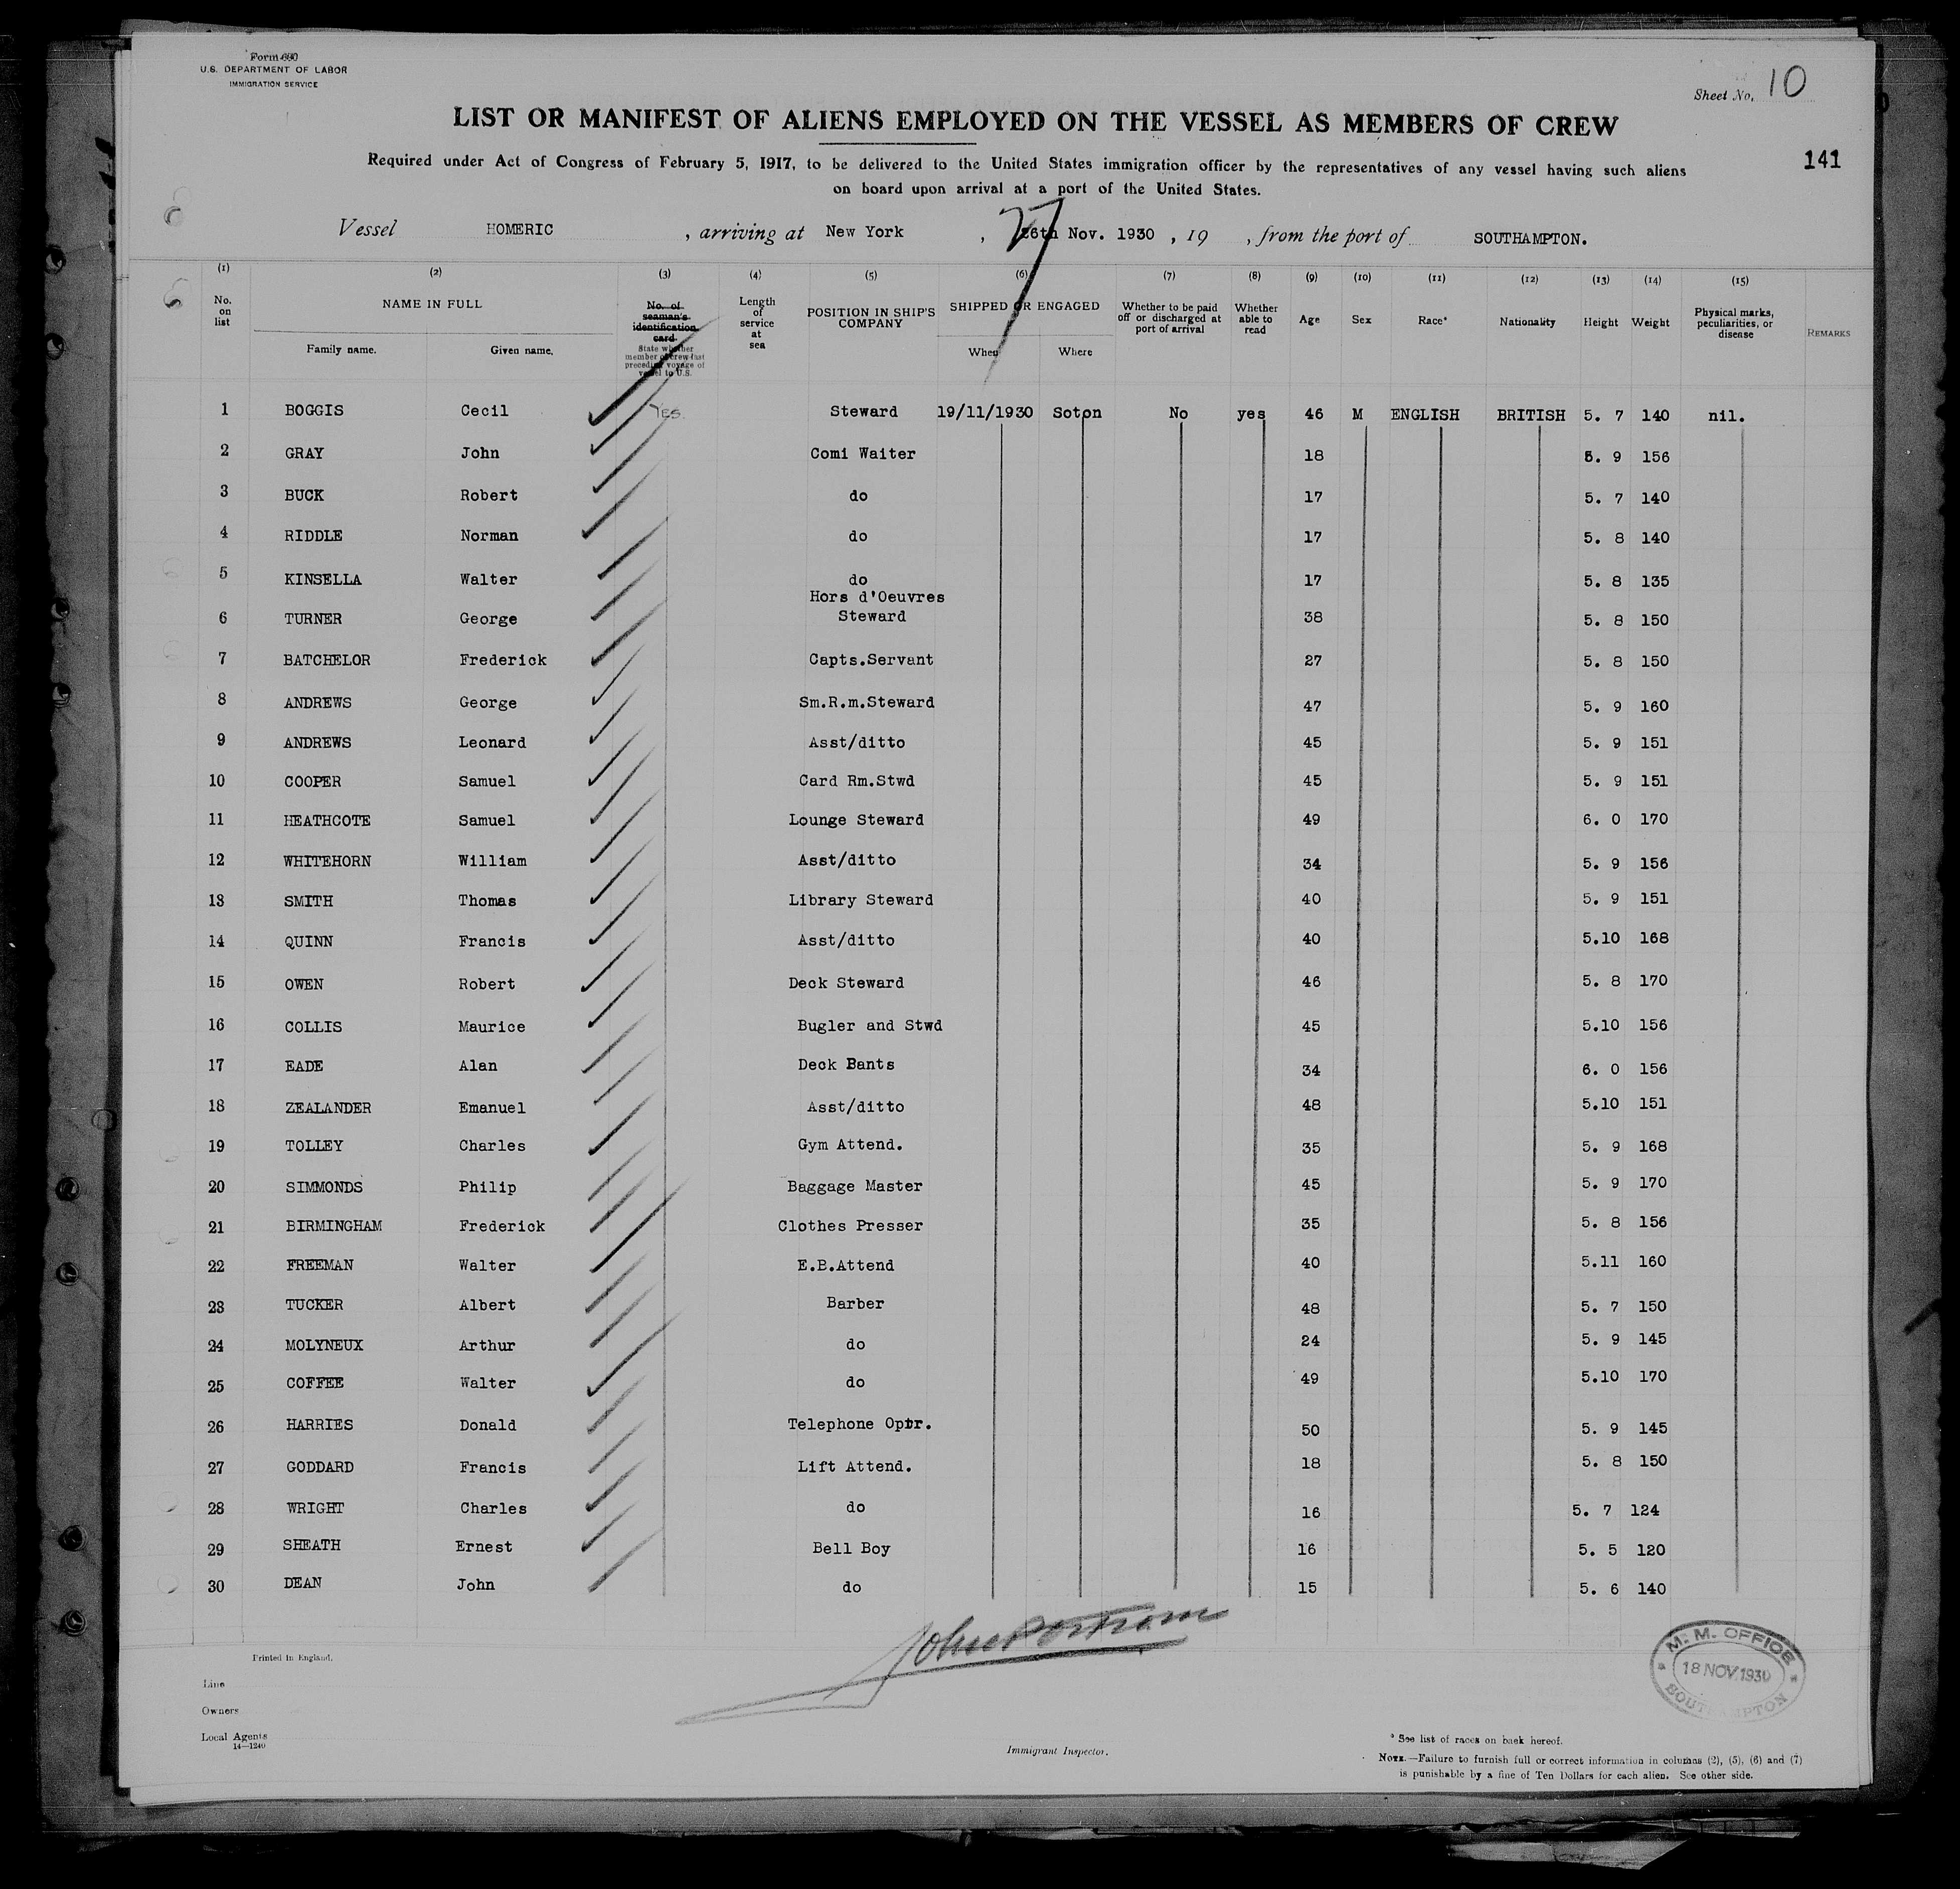 Form 690
U.S. DEPARTMENT OF LABOR
IMMIGRATION SERVICE
Sheet No. 10
LIST OR MANIFEST OF ALIENS EMPLOYED ON THE VESSEL AS MEMBERS OF CREW
Required under Act of Congress of February 5, 1917, to be delivered to the United States immigration officer by the representatives of any vessel having such aliens
141
on board upon arrival at a port of the United States.
27
Vessel HOMERIC, arriving at New York, 26th Nov. 1930, 19 , from the port of SOUTHAMPTON.
(1) (2) (3) (4) (5) (6) (7) (8) (9) (10) (11) (12) (13) (14) (15)
No. on list NAME IN FULL Family name. Given name. No. of seaman's identification card State whether member of crew last preceding voyage of vessel to U.S. Length of service at sea POSITION IN SHIP'S COMPANY SHIPPED OR ENGAGED When Where Whether to be paid off or discharged at port of arrival Whether able to read Age Sex Race* Nationality Height Weight Physical marks, peculiarities, or disease REMARKS
1 BOGGIS Cecil Yes. Steward 19/11/1930 Soton No yes 46 M ENGLISH BRITISH 5. 7 140 nil.
2 GRAY John Comi Waiter 18 5. 9 156
3 BUCK Robert do 17 5. 7 140
4 RIDDLE Norman do 17 5. 8 140
5 KINSELLA Walter do 17 5. 8 135
6 TURNER George Hors d'Oeuvres Steward 38 5. 8 150
7 BATCHELOR Frederick Capts.Servant 27 5. 8 150
8 ANDREWS George Sm.R.m.Steward 47 5. 9 160
9 ANDREWS Leonard Asst/ditto 45 5. 9 151
10 COOPER Samuel Card Rm.Stwd 45 5. 9 151
11 HEATHCOTE Samuel Lounge Steward 49 6. 0 170
12 WHITEHORN William Asst/ditto 34 5. 9 156
13 SMITH Thomas Library Steward 40 5. 9 151
14 QUINN Francis Asst/ditto 40 5.10 168
15 OWEN Robert Deck Steward 46 5. 8 170
16 COLLIS Maurice Bugler and Stwd 45 5.10 156
17 EADE Alan Deck Bants 34 6. 0 156
18 ZEALANDER Emanuel Asst/ditto 48 5.10 151
19 TOLLEY Charles Gym Attend. 35 5. 9 168
20 SIMMONDS Philip Baggage Master 45 5. 9 170
21 BIRMINGHAM Frederick Clothes Presser 35 5. 8 156
22 FREEMAN Walter E.B.Attend 40 5.11 160
23 TUCKER Albert Barber 48 5. 7 150
24 MOLYNEUX Arthur do 24 5. 9 145
25 COFFEE Walter do 49 5.10 170
26 HARRIES Donald Telephone Optr. 50 5. 9 145
27 GODDARD Francis Lift Attend. 18 5. 8 150
28 WRIGHT Charles do 16 5. 7 124
29 SHEATH Ernest Bell Boy 16 5. 5 120
30 DEAN John do 15 5. 6 140
Printed in England.
Line
Owners
Local Agents
14—1240
Immigrant Inspector.
M. M. OFFICE
18 NOV.1930
SOUTHAMPTON
* See list of races on back hereof.
NOTE.—Failure to furnish full or correct information in columns (2), (5), (6) and (7)
is punishable by a fine of Ten Dollars for each alien. See other side.